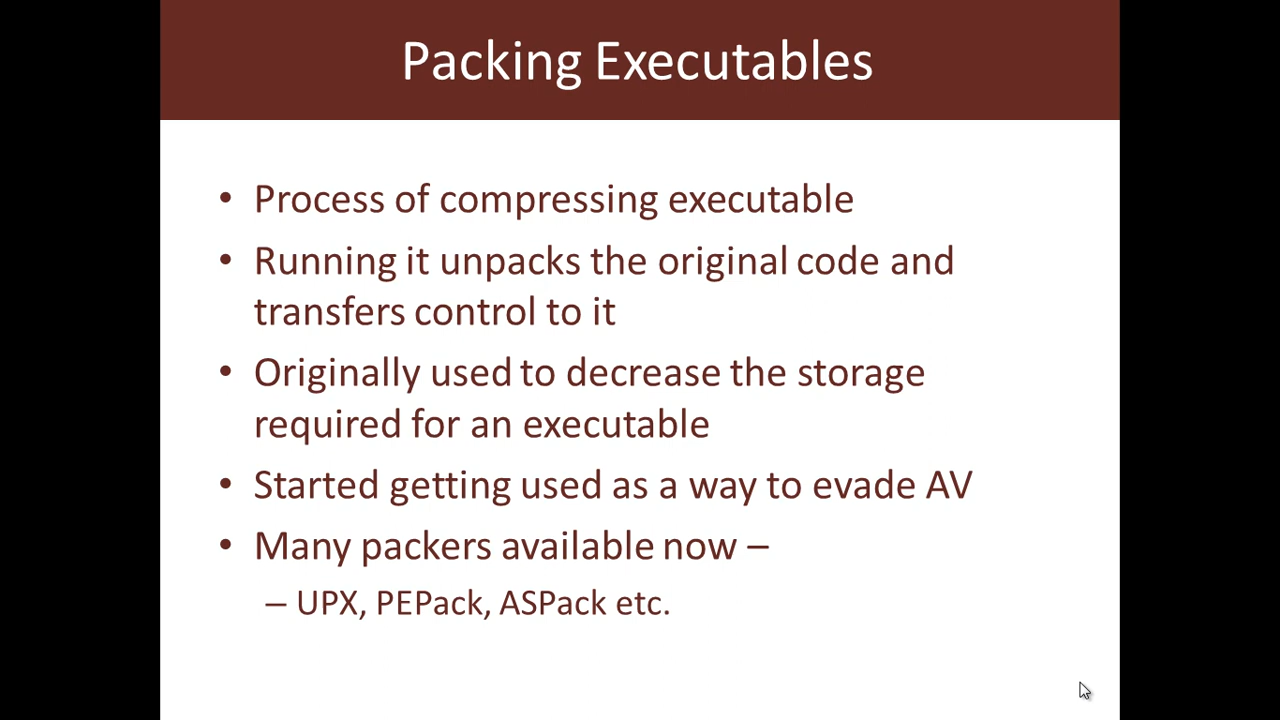 Packing Executables
• Process of compressing executable
• Running it unpacks the original code and
transfers control to it
• Originally used to decrease the storage
required for an executable
• Started getting used as a way to evade AV
• Many packers available now –
– UPX, PEPack, ASPack etc.